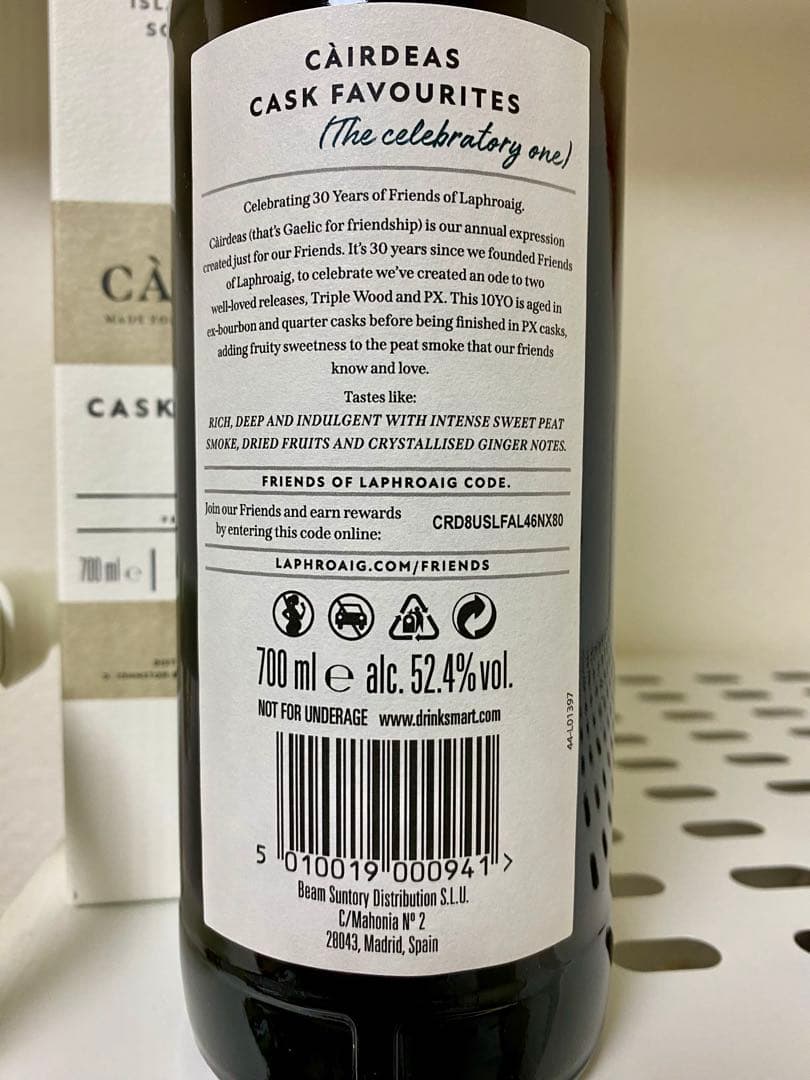 CÀIRDEAS
CASK FAVOURITES
(The celebratory one)
Celebrating 30 Years of Friends of Laphroaig.
Càirdeas (that's Gaelic for friendship) is our annual expression
created just for our Friends. It's 30 years since we founded Friends
of Laphroaig, to celebrate we've created an ode to two
well-loved releases, Triple Wood and PX. This 10YO is aged in
ex-bourbon and quarter casks before being finished in PX casks,
adding fruity sweetness to the peat smoke that our friends
know and love.
Tastes like:
RICH, DEEP AND INDULGENT WITH INTENSE SWEET PEAT
SMOKE, DRIED FRUITS AND CRYSTALLISED GINGER NOTES.
FRIENDS OF LAPHROAIG CODE.
Join our Friends and earn rewards
by entering this code online:
CRD8USLFAL46NX80
LAPHROAIG.COM/FRIENDS
700 ml e alc. 52.4% vol.
NOT FOR UNDERAGE www.drinksmart.com
44-L01397
5 010019 000941 >
Beam Suntory Distribution S.L.U.
C/Mahonia Nº 2
28043, Madrid, Spain
CÀ
MADE
CASK
700 ml e